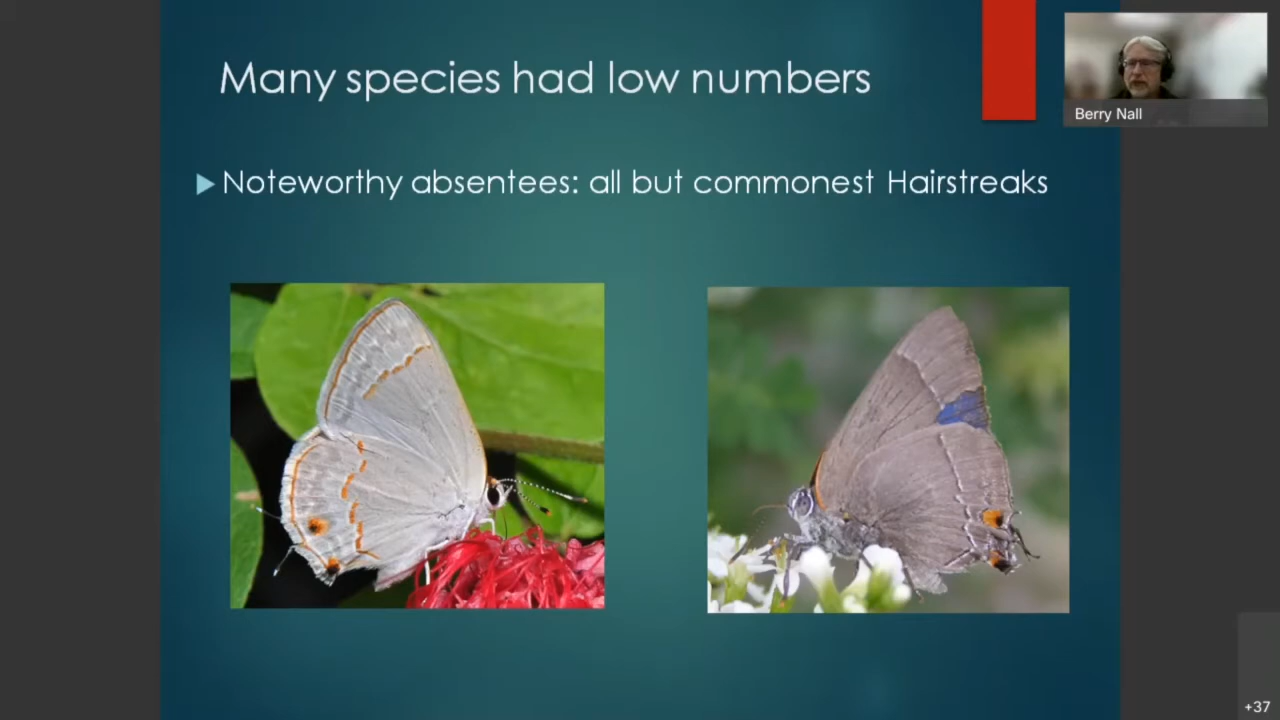 Many species had low numbers
Noteworthy absentees: all but commonest Hairstreaks
Berry Nall
+37